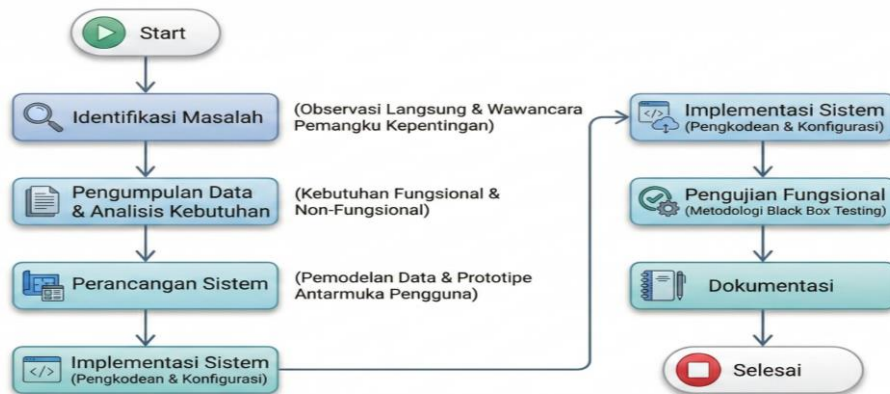 Start
Identifikasi Masalah
(Observasi Langsung & Wawancara
Pemangku Kepentingan)
Pengumpulan Data
& Analisis Kebutuhan
(Kebutuhan Fungsional &
Non-Fungsional)
Perancangan Sistem
(Pemodelan Data & Prototipe
Antarmuka Pengguna)
</>
Implementasi Sistem
(Pengkodean & Konfigurasi)
</>
Implementasi Sistem
(Pengkodean & Konfigurasi)
Pengujian Fungsional
(Metodologi Black Box Testing)
Dokumentasi
Selesai